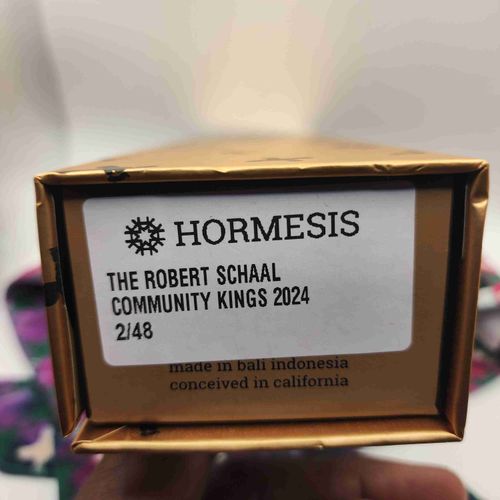 HORMESIS
THE ROBERT SCHAAL
COMMUNITY KINGS 2024
2/48
made in bali indonesia
conceived in california